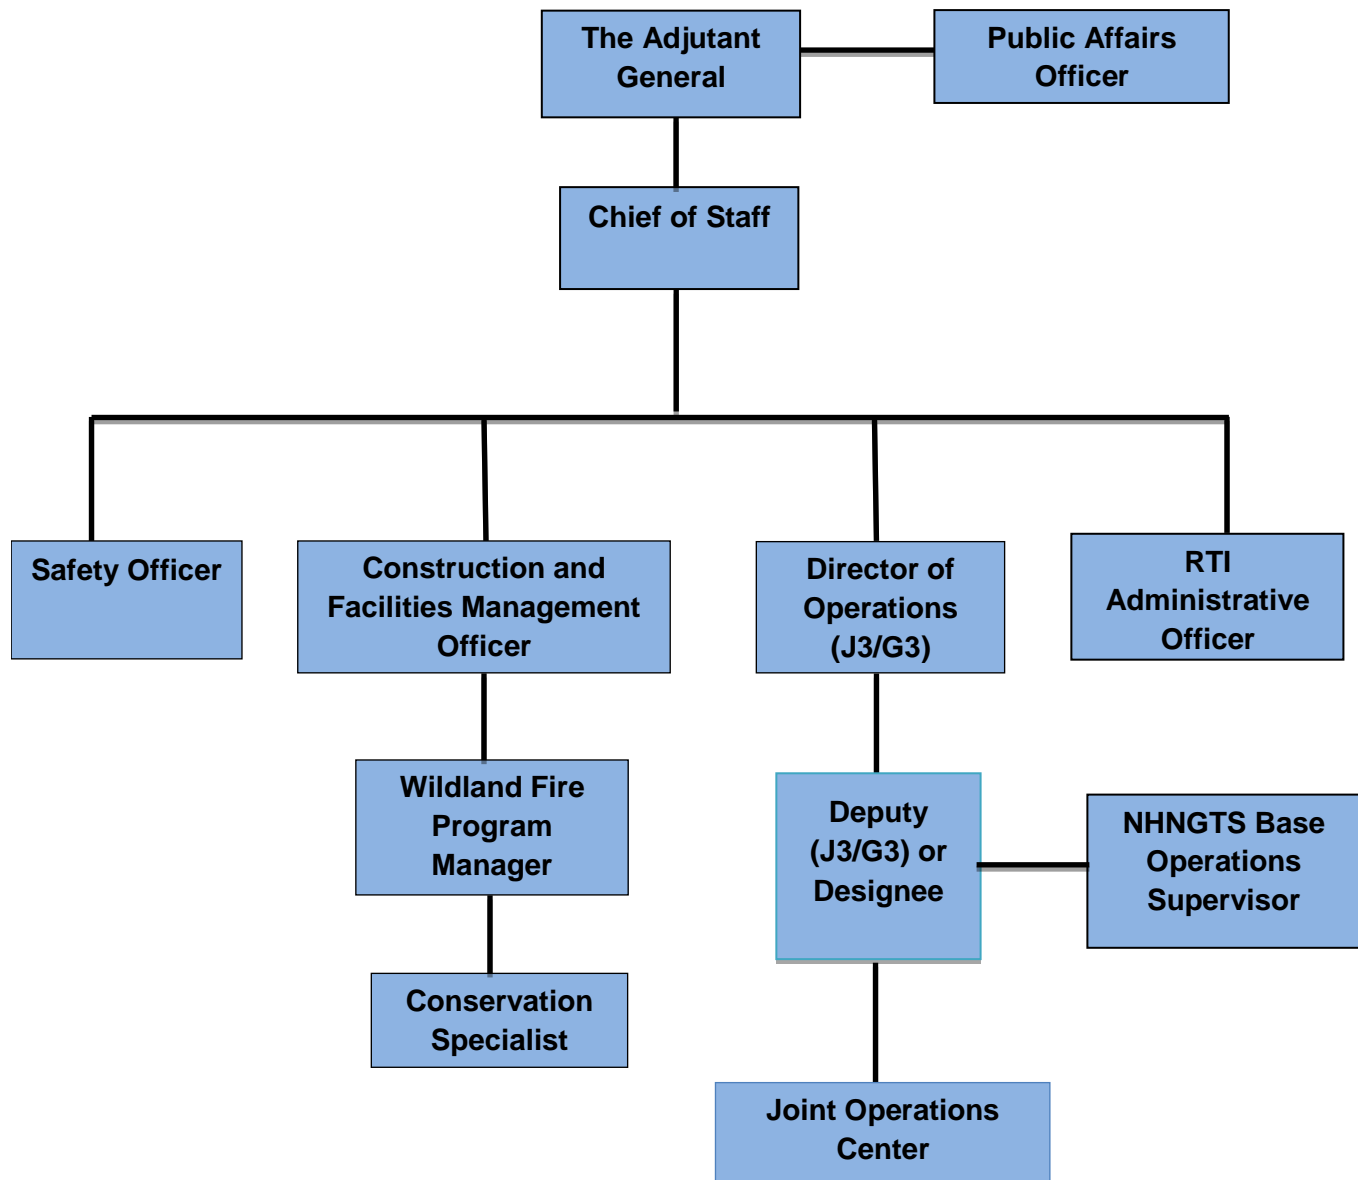 The Adjutant
General
Public Affairs
Officer
Chief of Staff
Safety Officer
Construction and
Facilities Management
Officer
Director of
Operations
(J3/G3)
RTI
Administrative
Officer
Wildland Fire
Program
Manager
Deputy
(J3/G3) or
Designee
NHNGTS Base
Operations
Supervisor
Conservation
Specialist
Joint Operations
Center